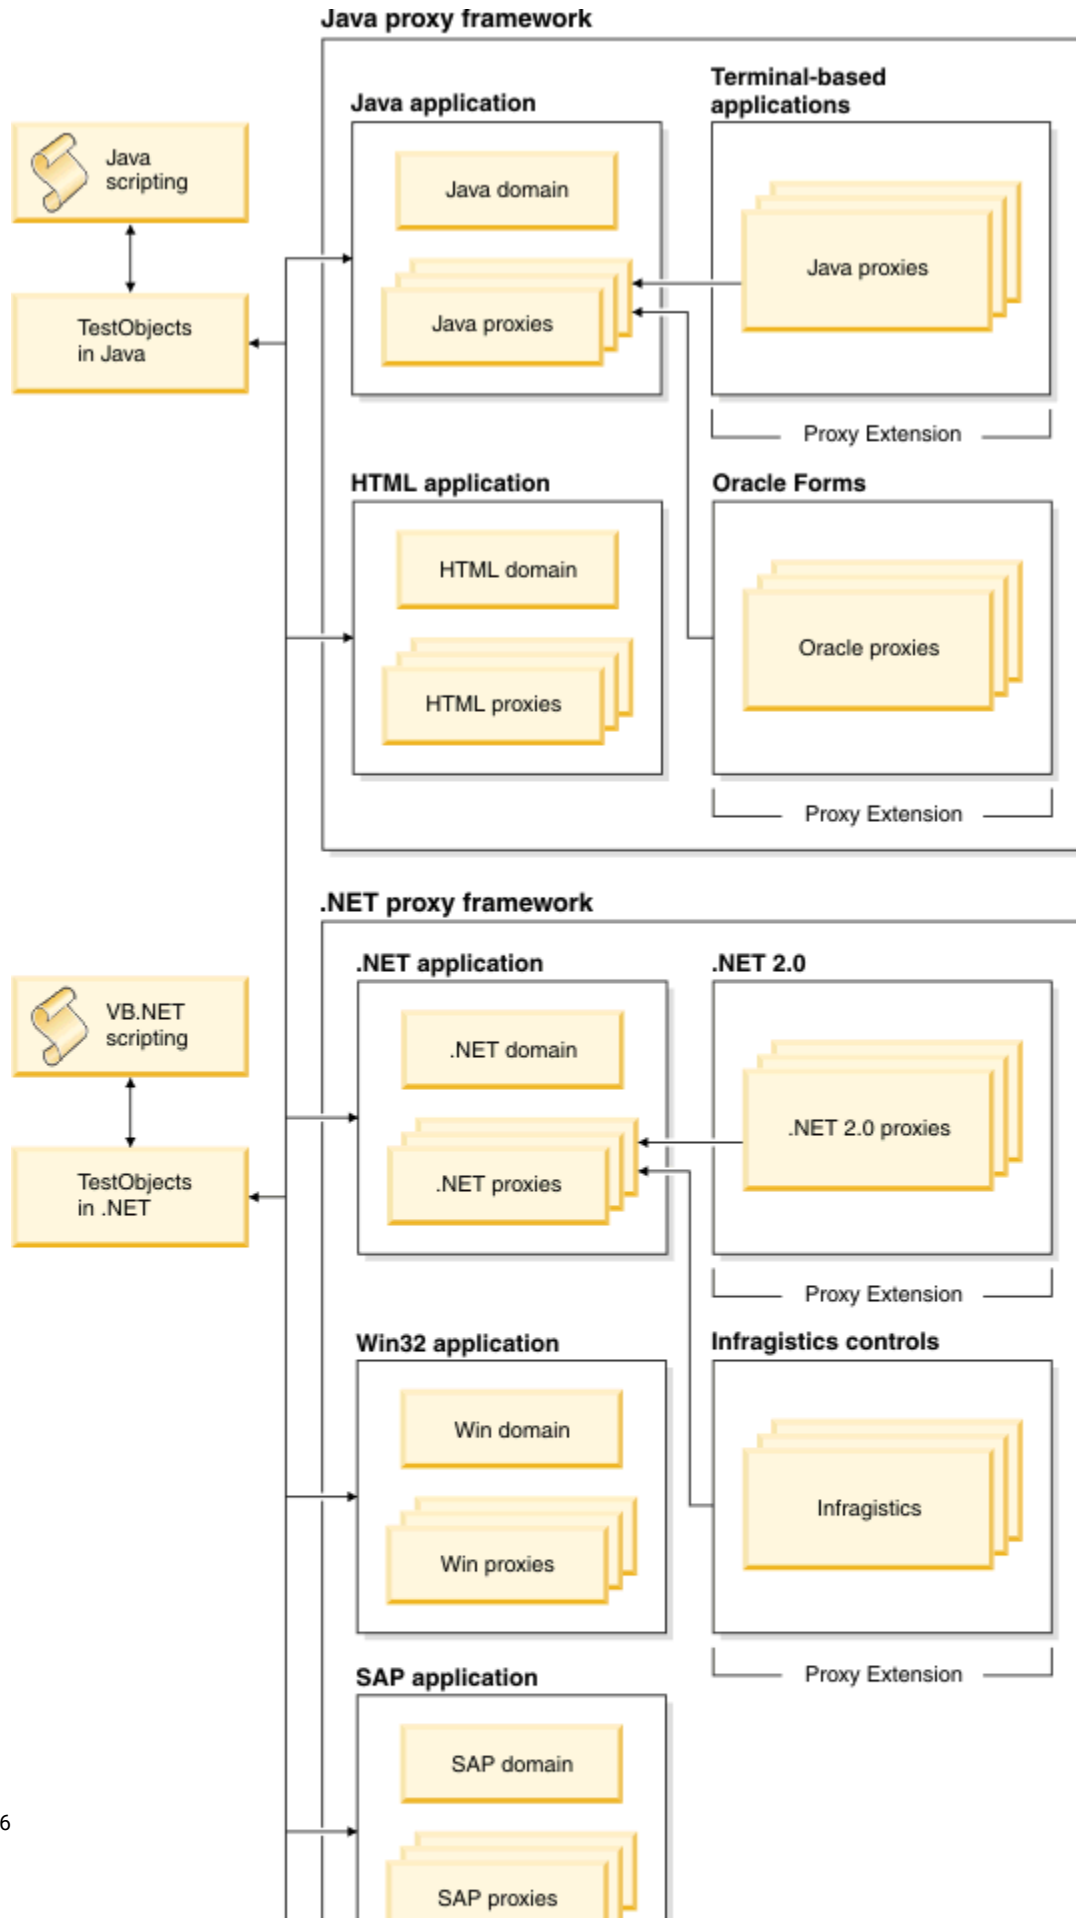 Java proxy framework
Java application
Terminal-based
applications
Java
scripting
Java domain
Java proxies
Java proxies
TestObjects
in Java
Proxy Extension
HTML application
Oracle Forms
HTML domain
Oracle proxies
HTML proxies
Proxy Extension
.NET proxy framework
.NET application
.NET 2.0
VB.NET
scripting
.NET domain
.NET 2.0 proxies
TestObjects
in .NET
.NET proxies
Proxy Extension
Win32 application
Infragistics controls
Win domain
Infragistics
Win proxies
Proxy Extension
SAP application
SAP domain
6
SAP proxies